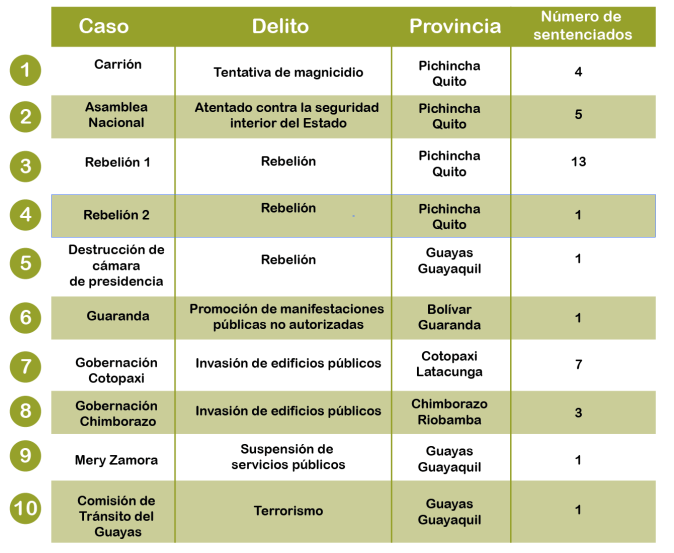 Caso Delito Provincia Número de sentenciados
1 Carrión Tentativa de magnicidio Pichincha Quito 4
2 Asamblea Nacional Atentado contra la seguridad interior del Estado Pichincha Quito 5
3 Rebelión 1 Rebelión Pichincha Quito 13
4 Rebelión 2 Rebelión Pichincha Quito 1
5 Destrucción de cámara de presidencia Rebelión Guayas Guayaquil 1
6 Guaranda Promoción de manifestaciones públicas no autorizadas Bolívar Guaranda 1
7 Gobernación Cotopaxi Invasión de edificios públicos Cotopaxi Latacunga 7
8 Gobernación Chimborazo Invasión de edificios públicos Chimborazo Riobamba 3
9 Mery Zamora Suspensión de servicios públicos Guayas Guayaquil 1
10 Comisión de Tránsito del Guayas Terrorismo Guayas Guayaquil 1